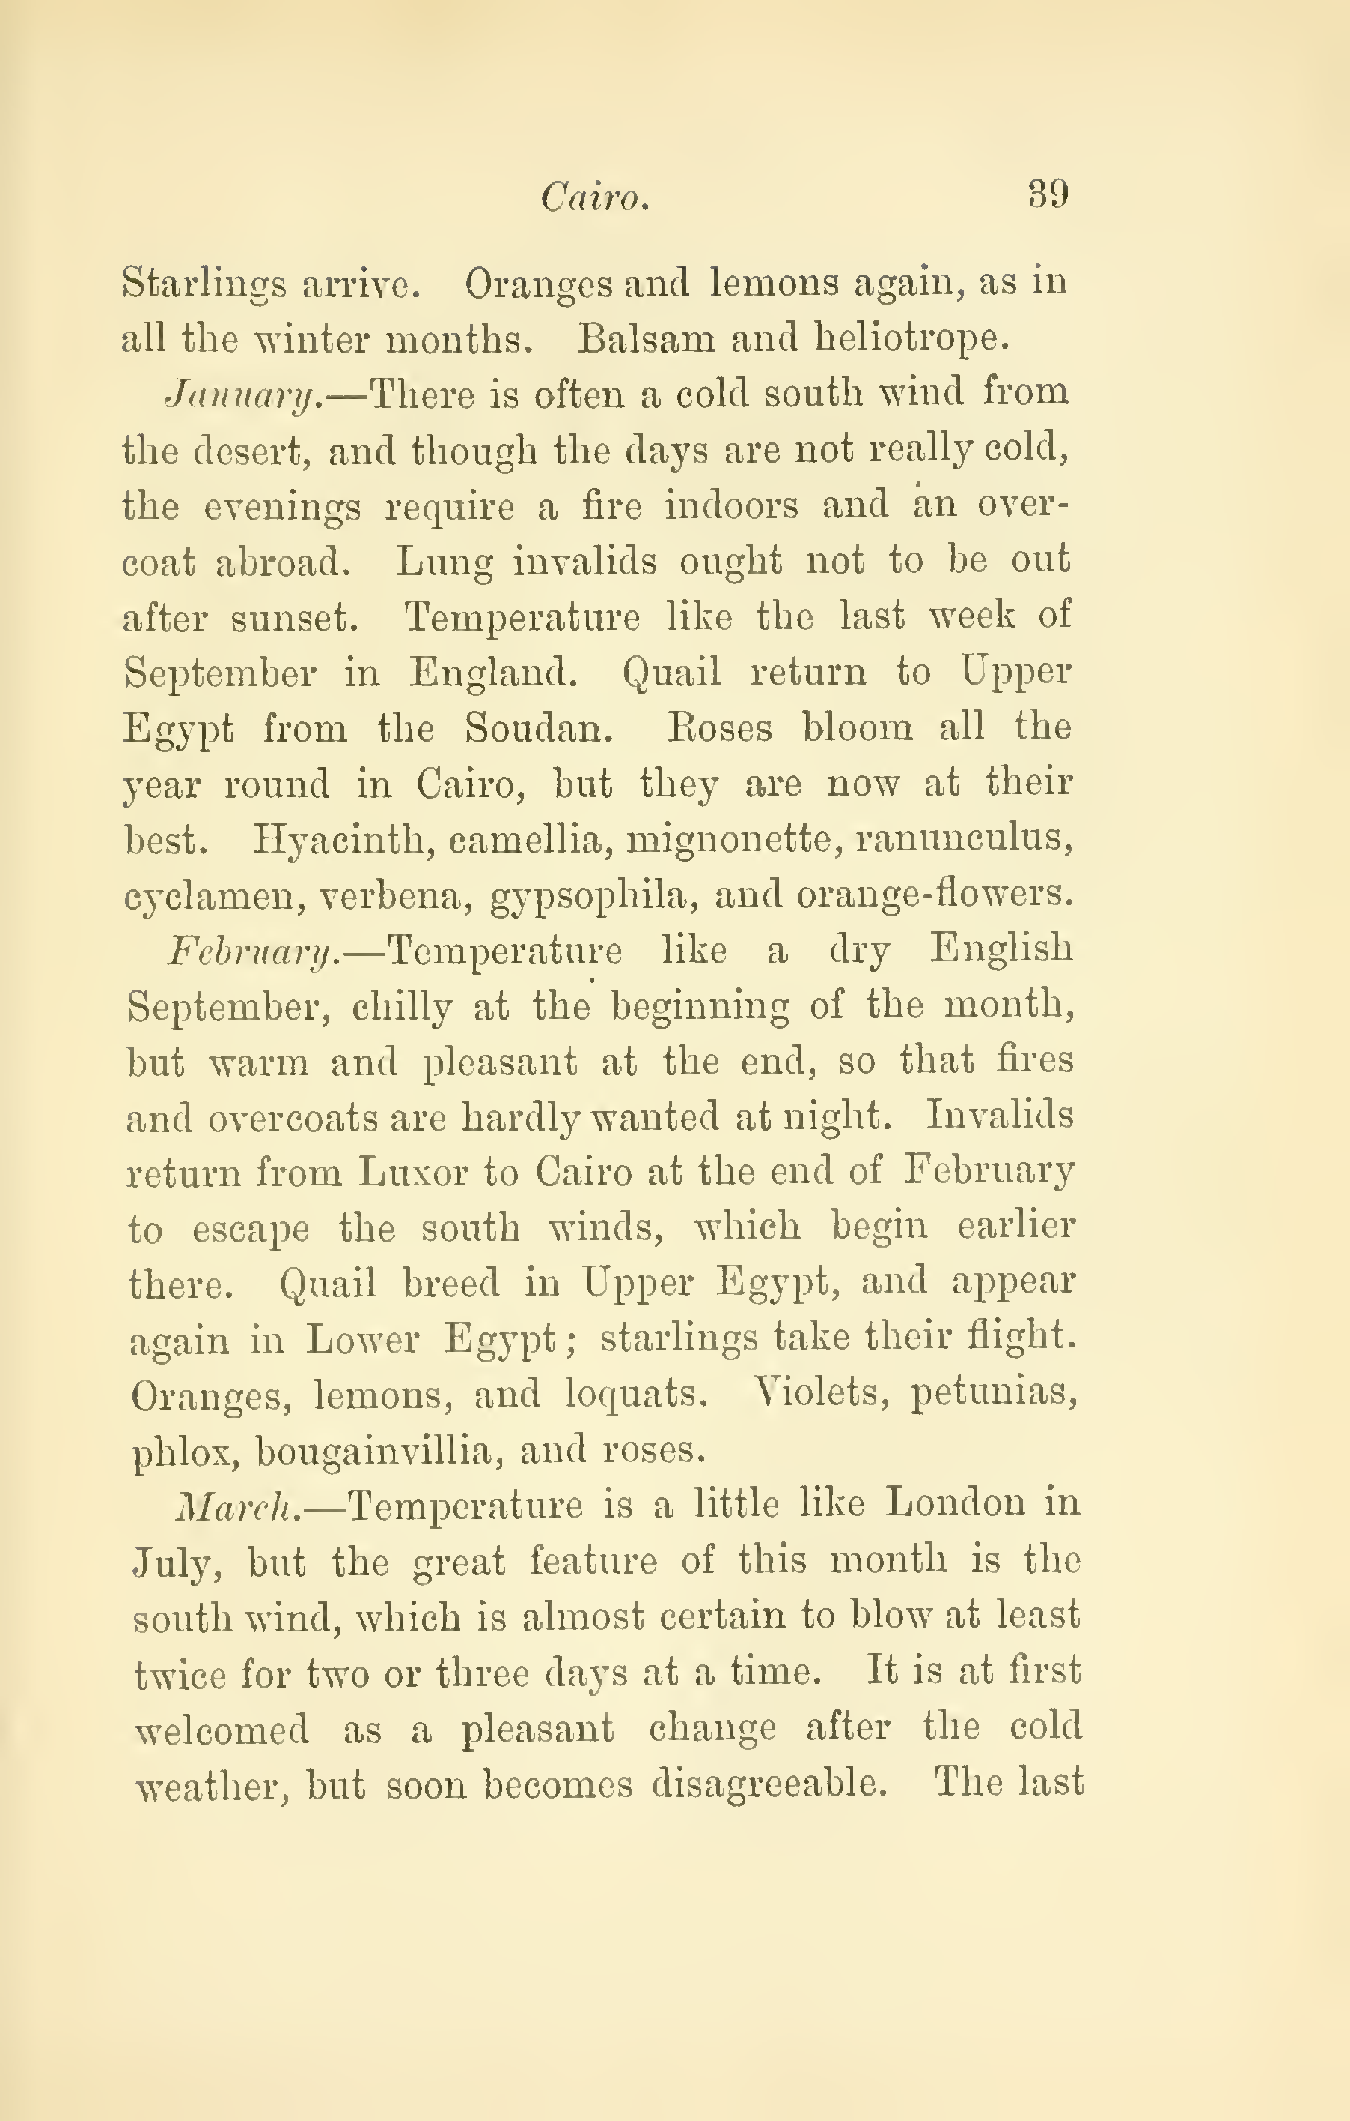 Cairo. 39
Starlings arrive. Oranges and lemons again, as in
all the winter months. Balsam and heliotrope.
January.—There is often a cold south wind from
the desert, and though the days are not really cold,
the evenings require a fire indoors and an over-
coat abroad. Lung invalids ought not to be out
after sunset. Temperature like the last week of
September in England. Quail return to Upper
Egypt from the Soudan. Roses bloom all the
year round in Cairo, but they are now at their
best. Hyacinth, camellia, mignonette, ranunculus,
cyclamen, verbena, gypsophila, and orange-flowers.
February.—Temperature like a dry English
September, chilly at the beginning of the month,
but warm and pleasant at the end, so that fires
and overcoats are hardly wanted at night. Invalids
return from Luxor to Cairo at the end of February
to escape the south winds, which begin earlier
there. Quail breed in Upper Egypt, and appear
again in Lower Egypt; starlings take their flight.
Oranges, lemons, and loquats. Violets, petunias,
phlox, bougainvillia, and roses.
March.—Temperature is a little like London in
July, but the great feature of this month is the
south wind, which is almost certain to blow at least
twice for two or three days at a time. It is at first
welcomed as a pleasant change after the cold
weather, but soon becomes disagreeable. The last